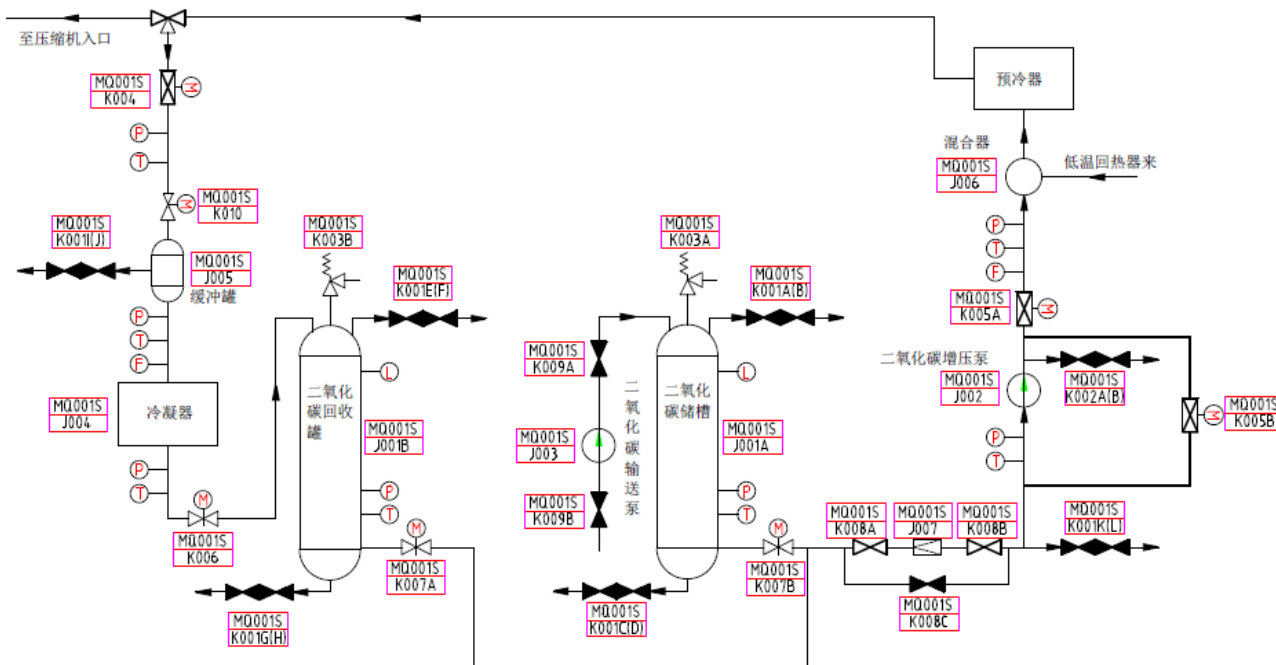 至压缩机入口
MQ001S
K004
M
P
T
MQ001S
K010
M
MQ001S
K001I(J)
MQ001S
J005
缓冲罐
P
T
F
MQ001S
J004
冷凝器
P
T
M
MQ001S
K006
MQ001S
K003B
MQ001S
K001E(F)
二氧化
碳回收
罐
L
MQ001S
J001B
P
T
M
MQ001S
K007A
MQ001S
K001G(H)
MQ001S
K009A
MQ001S
J003
MQ001S
K009B
二氧化碳输送泵
MQ001S
K003A
MQ001S
K001A(B)
二氧化
碳储槽
L
MQ001S
J001A
P
T
M
MQ001S
K007B
MQ001S
K001C(D)
MQ001S
K008A
MQ001S
J007
MQ001S
K008B
MQ001S
K008C
MQ001S
K001K(L)
预冷器
混合器
MQ001S
J006
低温回热器来
P
T
F
MQ001S
K005A
M
二氧化碳增压泵
MQ001S
J002
MQ001S
K002A(B)
P
T
M
MQ001S
K005B